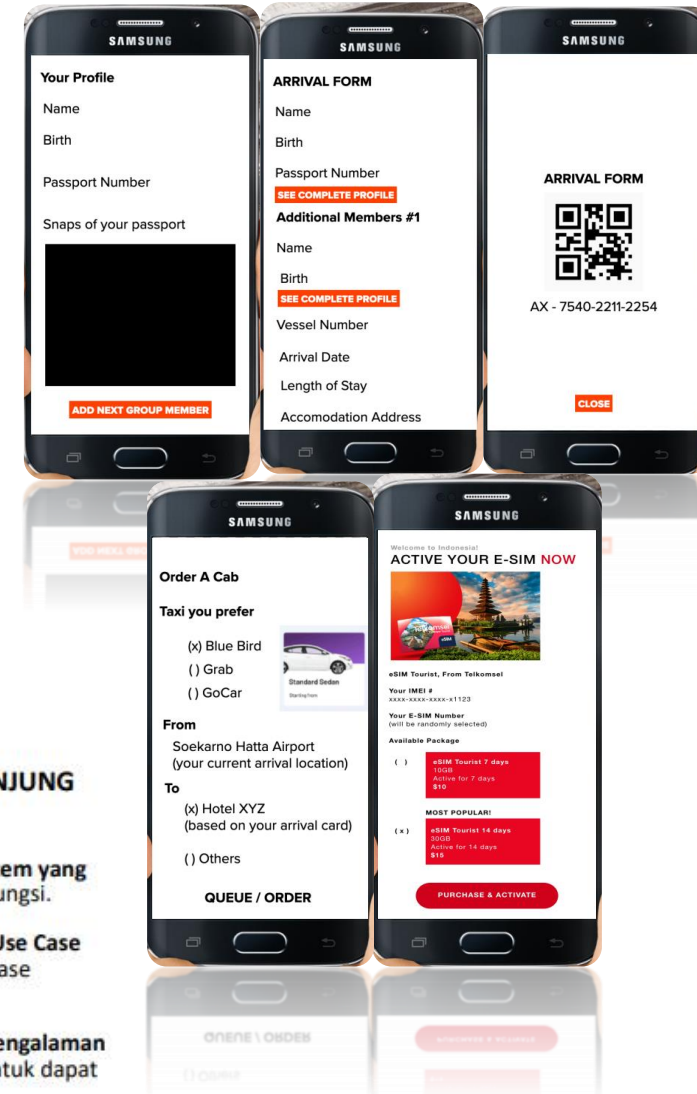 SAMSUNG
Your Profile
Name
Birth
Passport Number
Snaps of your passport
ADD NEXT GROUP MEMBER
SAMSUNG
ARRIVAL FORM
Name
Birth
Passport Number
SEE COMPLETE PROFILE
Additional Members #1
Name
Birth
SEE COMPLETE PROFILE
Vessel Number
Arrival Date
Length of Stay
Accomodation Address
SAMSUNG
ARRIVAL FORM
AX - 7540-2211-2254
CLOSE
SAMSUNG
Order A Cab
Taxi you prefer
(x) Blue Bird
( ) Grab
( ) GoCar
Standard Sedan
Starting from
From
Soekarno Hatta Airport
(your current arrival location)
To
(x) Hotel XYZ
(based on your arrival card)
( ) Others
QUEUE / ORDER
SAMSUNG
Welcome to Indonesia!
ACTIVE YOUR E-SIM NOW
eSIM Tourist, From Telkomsel
Your IMEI #
xxxx-xxxx-xxxx-x1123
Your E-SIM Number
(will be randomly selected)
Available Package
( )
eSIM Tourist 7 days
10GB
Active for 7 days
$10
MOST POPULAR!
(x)
eSIM Tourist 14 days
30GB
Active for 14 days
$15
PURCHASE & ACTIVATE
NJUNG
tem yang
ungsi.
Use Case
ase
engalaman
tuk dapat